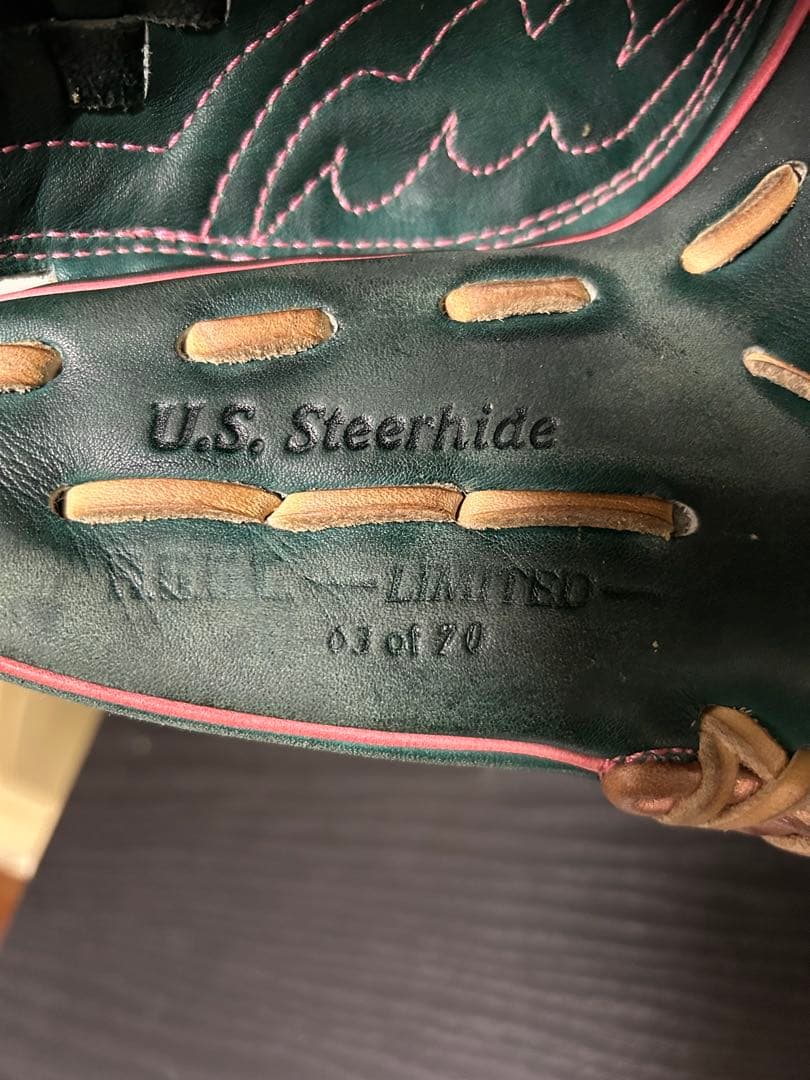 U.S. Steerhide
— LIMITED —
63 of 70